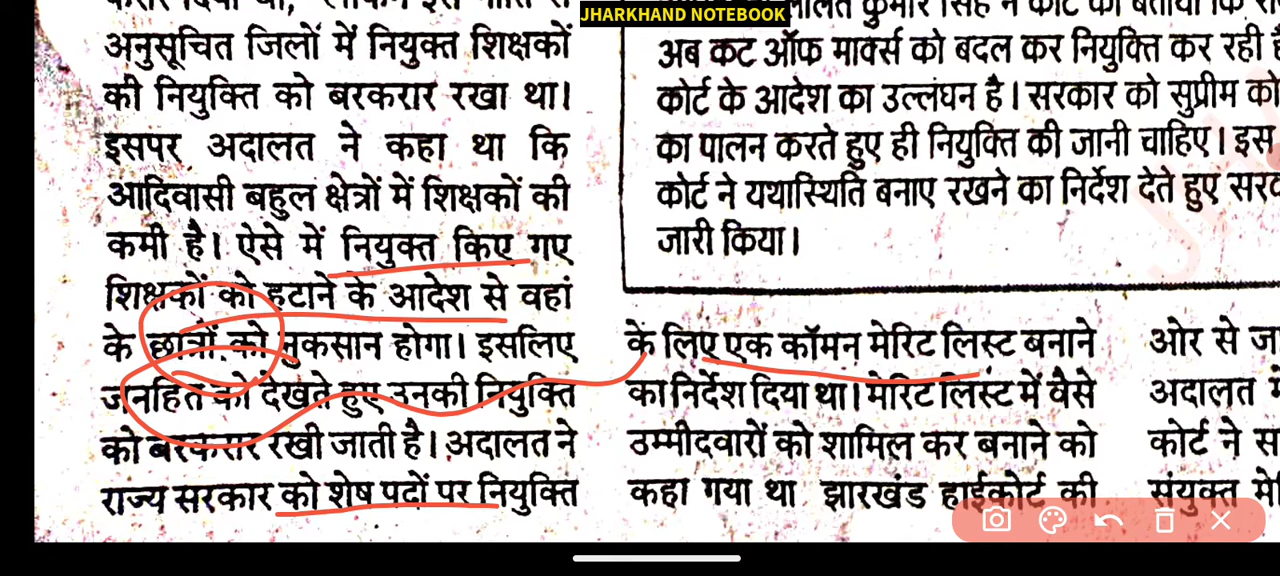 JHARKHAND NOTEBOOK
अनुसूचित जिलों में नियुक्त शिक्षकों
की नियुक्ति को बरकरार रखा था।
इसपर अदालत ने कहा था कि
आदिवासी बहुल क्षेत्रों में शिक्षकों की
कमी है। ऐसे में नियुक्त किए गए
शिक्षकों को हटाने के आदेश से वहां
के छात्रों को नुकसान होगा। इसलिए
जनहित को देखते हुए उनकी नियुक्ति
को बरकरार रखी जाती है। अदालत ने
राज्य सरकार को शेष पदों पर नियुक्ति
कुमार सिंह ने कोर्ट को बताया कि
अब कट ऑफ मार्क्स को बदल कर नियुक्ति कर रही
कोर्ट के आदेश का उल्लंघन है। सरकार को सुप्रीम
का पालन करते हुए ही नियुक्ति की जानी चाहिए। इस
कोर्ट ने यथास्थिति बनाए रखने का निर्देश देते हुए
जारी किया।
के लिए एक कॉमन मेरिट लिस्ट बनाने
का निर्देश दिया था। मेरिट लिस्ट में वैसे
उम्मीदवारों को शामिल कर बनाने को
कहा गया था झारखंड हाईकोर्ट की
ओर से
अदालत
कोर्ट ने
संयुक्त